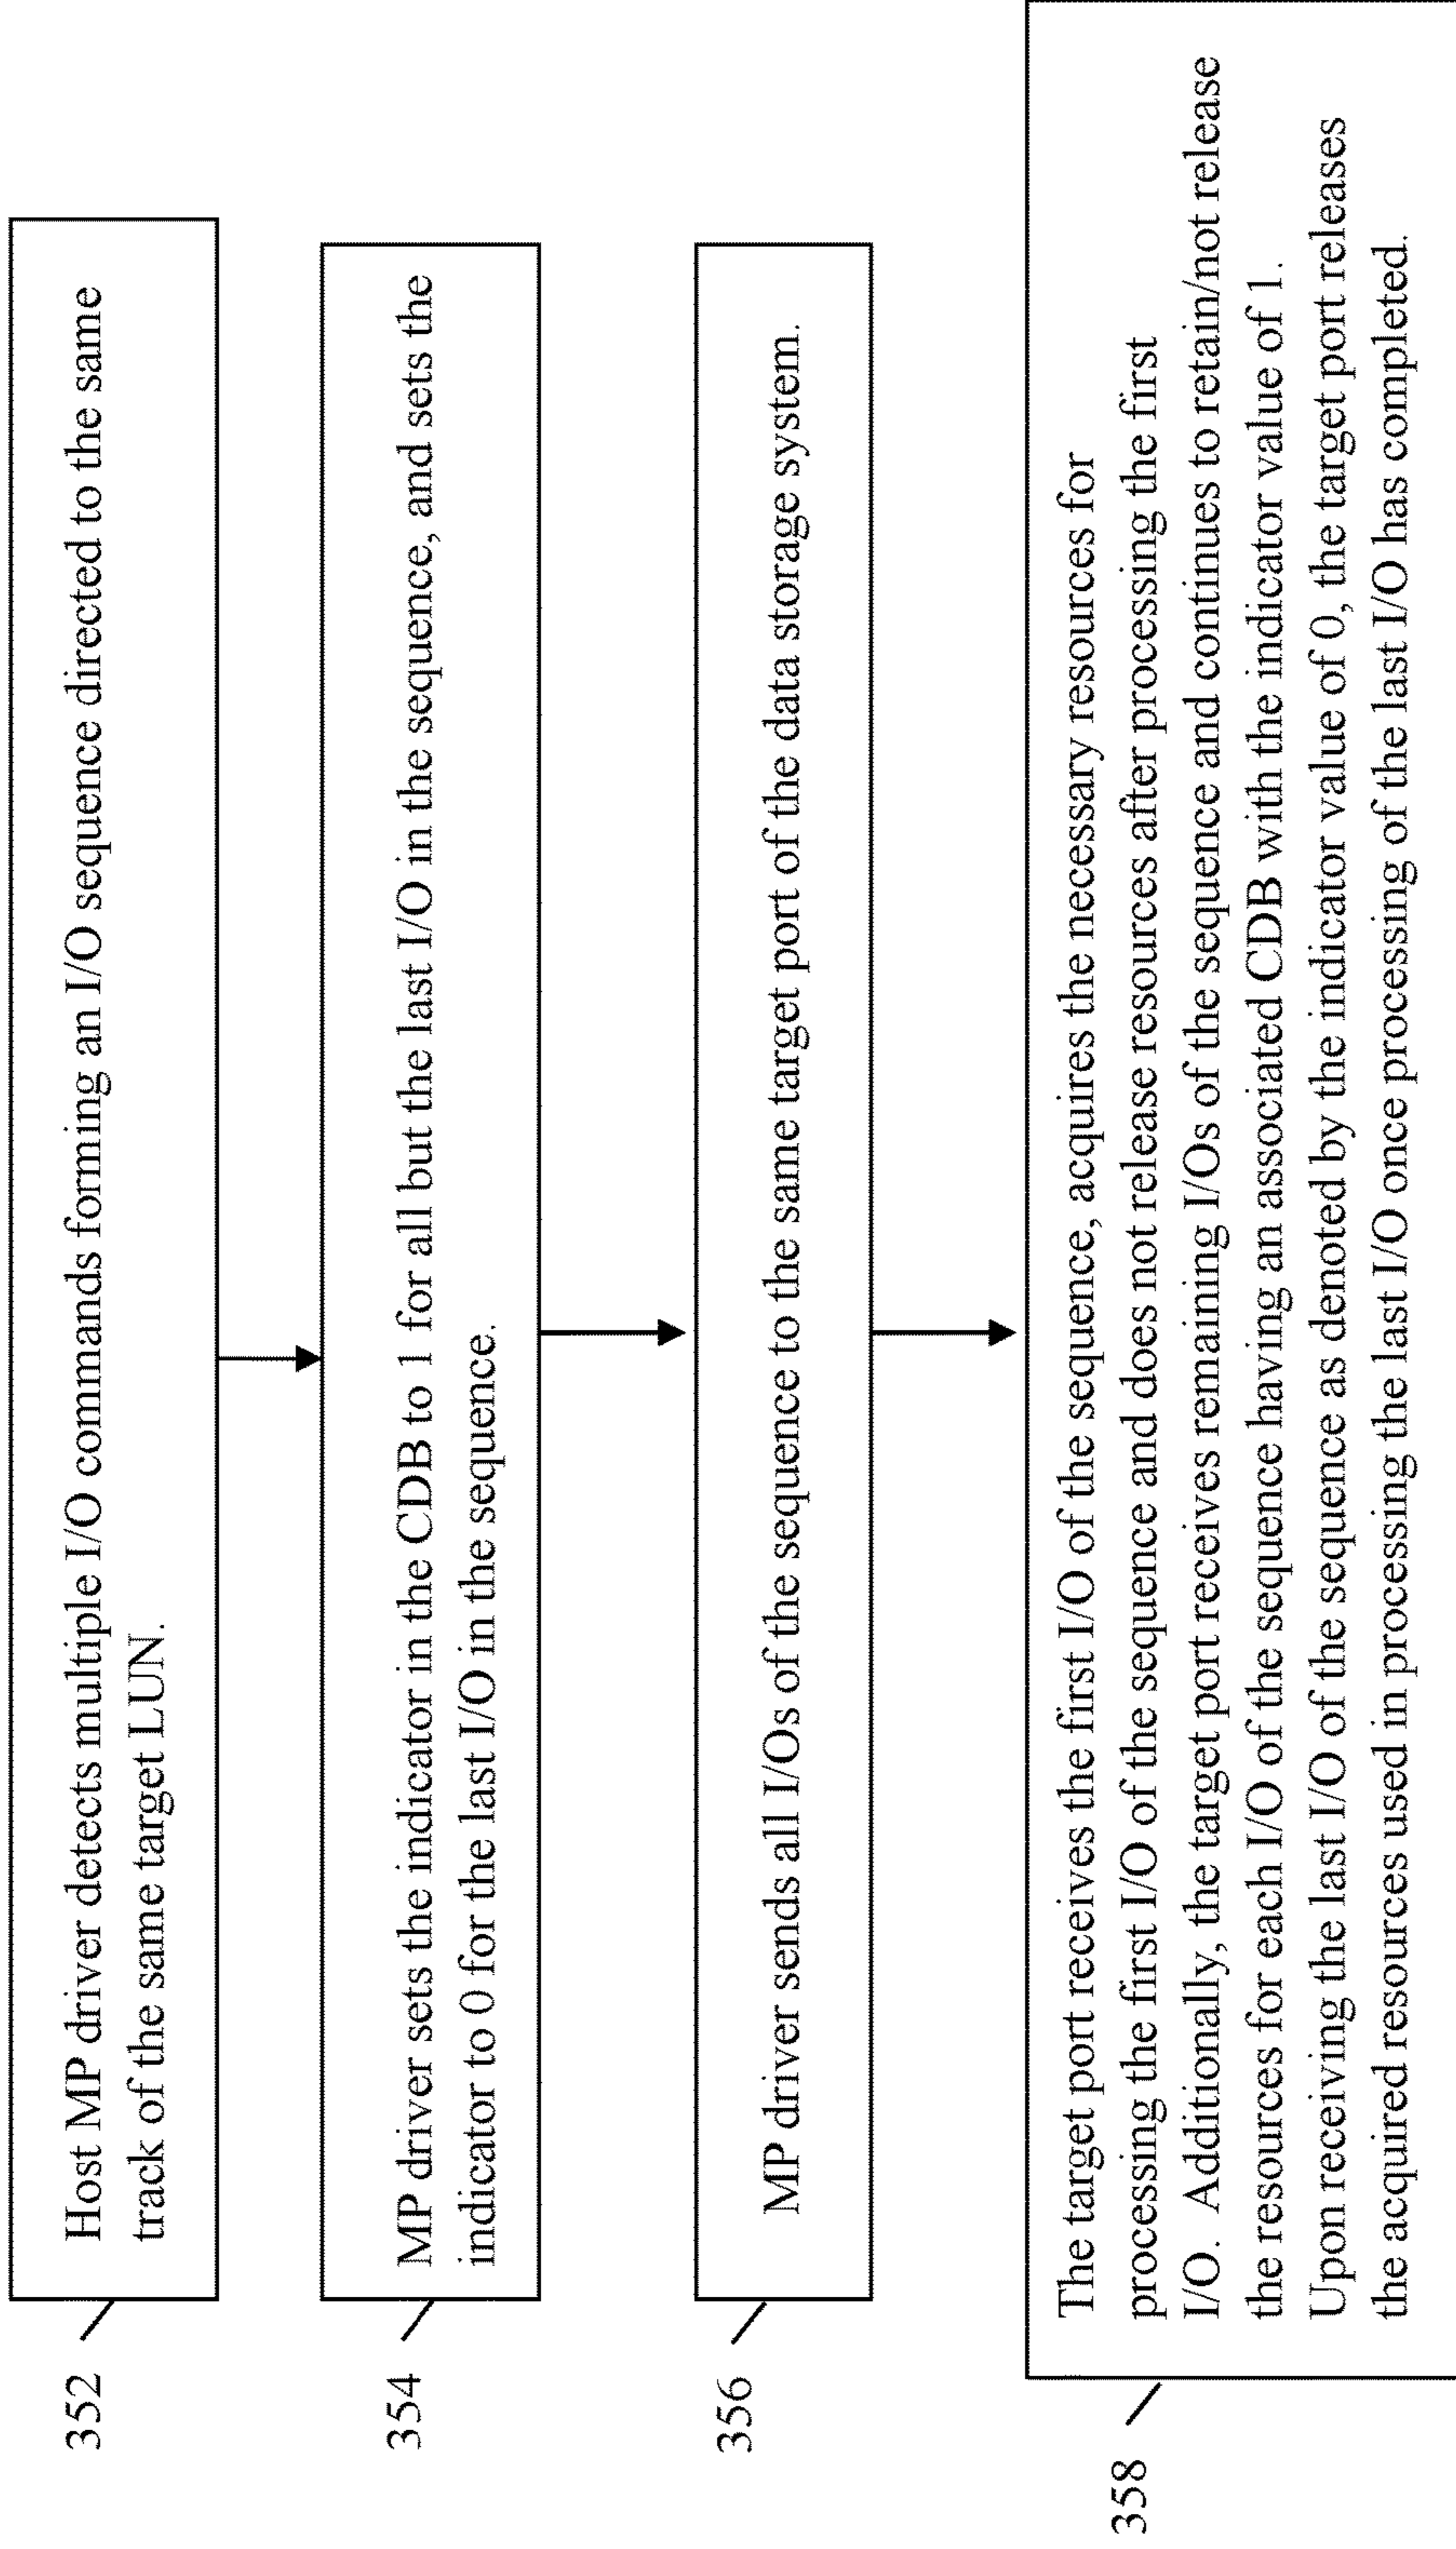 352
Host MP driver detects multiple I/O commands forming an I/O sequence directed to the same
track of the same target LUN.
354
MP driver sets the indicator in the CDB to 1 for all but the last I/O in the sequence, and sets the
indicator to 0 for the last I/O in the sequence.
356
MP driver sends all I/Os of the sequence to the same target port of the data storage system.
358
The target port receives the first I/O of the sequence, acquires the necessary resources for
processing the first I/O of the sequence and does not release resources after processing the first
I/O. Additionally, the target port receives remaining I/Os of the sequence and continues to retain/not release
the resources for each I/O of the sequence having an associated CDB with the indicator value of 1.
Upon receiving the last I/O of the sequence as denoted by the indicator value of 0, the target port releases
the acquired resources used in processing the last I/O once processing of the last I/O has completed.